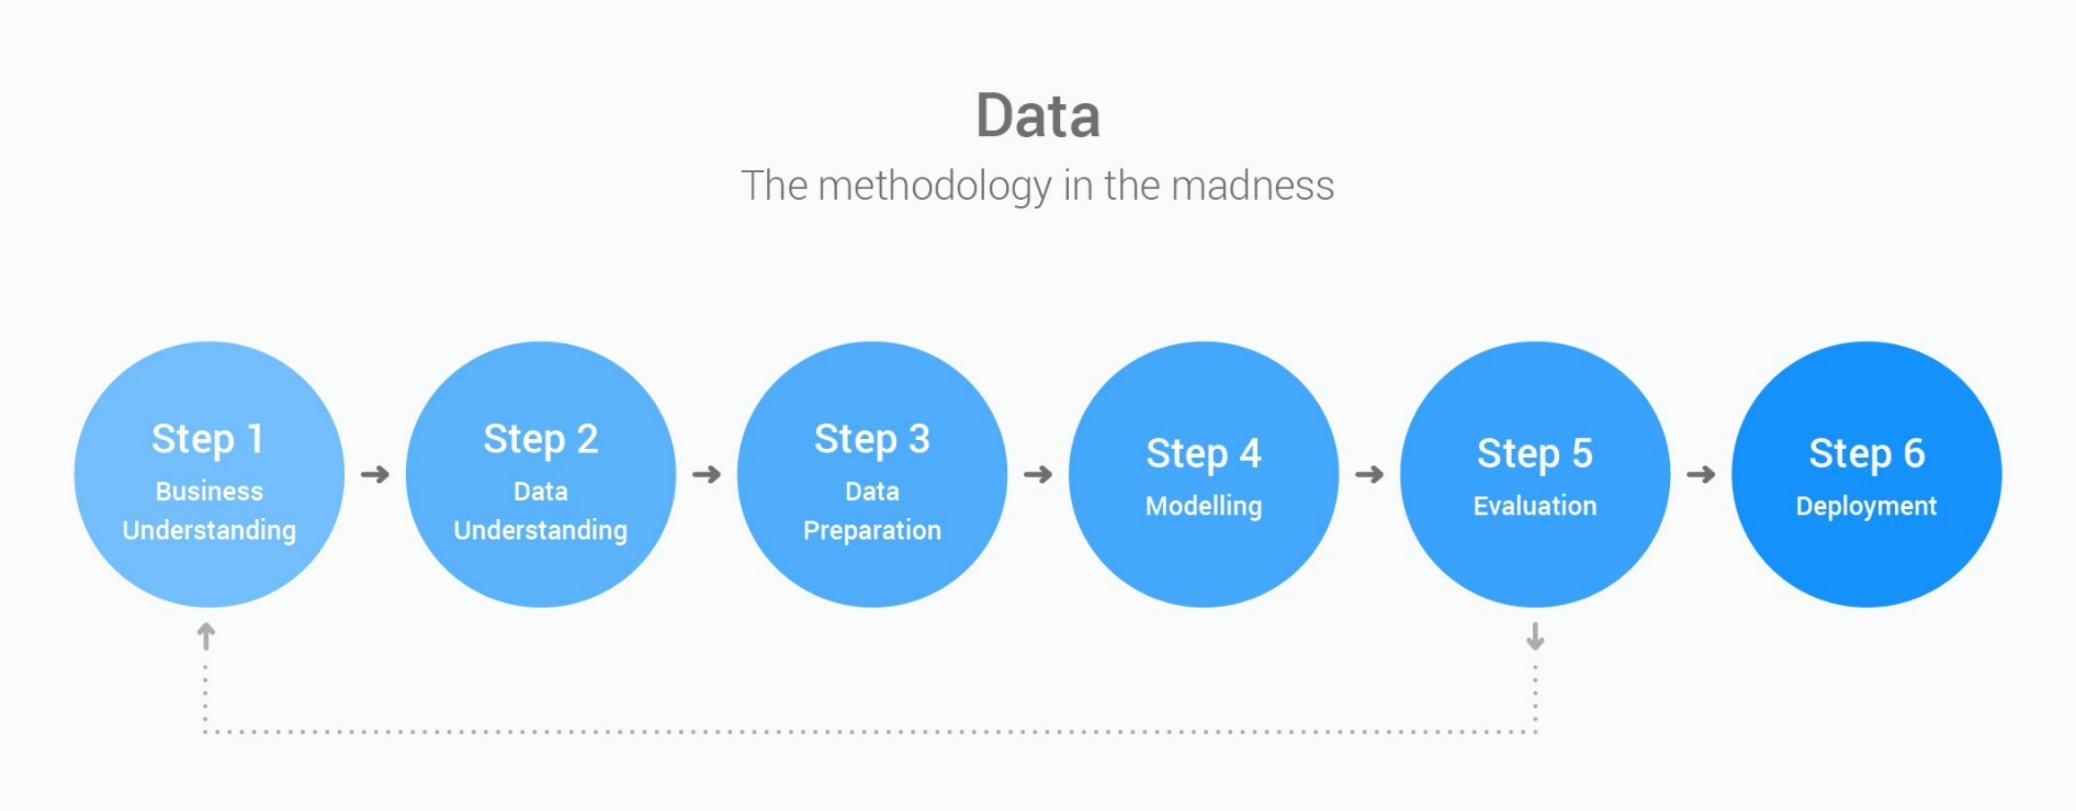 Data
The methodology in the madness
Step 1
Business
Understanding
Step 2
Data
Understanding
Step 3
Data
Preparation
Step 4
Modelling
Step 5
Evaluation
Step 6
Deployment